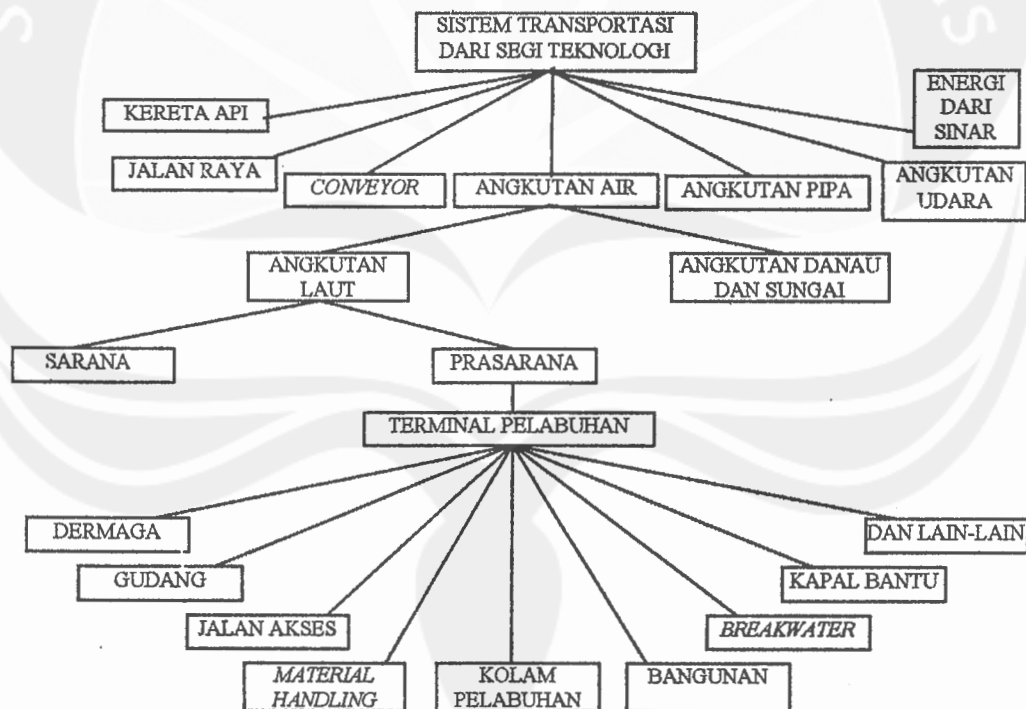 SISTEM TRANSPORTASI
DARI SEGI TEKNOLOGI
KERETA API
ENERGI
DARI
SINAR
JALAN RAYA
CONVEYOR
ANGKUTAN AIR
ANGKUTAN PIPA
ANGKUTAN
UDARA
ANGKUTAN
LAUT
ANGKUTAN DANAU
DAN SUNGAI
SARANA
PRASARANA
TERMINAL PELABUHAN
DERMAGA
DAN LAIN-LAIN
GUDANG
KAPAL BANTU
JALAN AKSES
BREAKWATER
MATERIAL
HANDLING
KOLAM
PELABUHAN
BANGUNAN